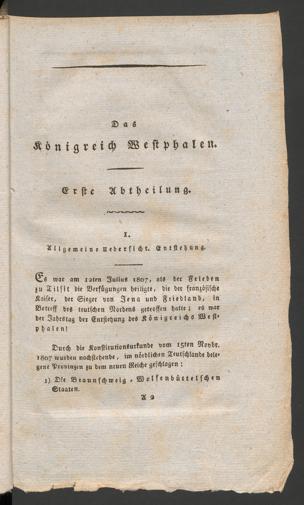 Das
Königreich Westphalen.
Erste Abtheilung.
I.
Allgemeine Uebersicht. Entstehung.
Es war am 12ten Julius 1807, als der Frieden
zu Tilsit die Verfügungen heiligte, die der französische
Kaiser, der Sieger von Jena und Friedland, in
Betreff des teutschen Nordens getroffen hatte; es war
der Jahrstag der Entstehung des Königreichs West-
phalen!
Durch die Konstitutionsurkunde vom 15ten Novbr.
1807 wurden nachstehende, im nördlichen Teutschlande bele-
gene Provinzen zu dem neuen Reiche geschlagen:
1) Die Braunschweig-Wolfenbüttelschen
Staaten.
A 2